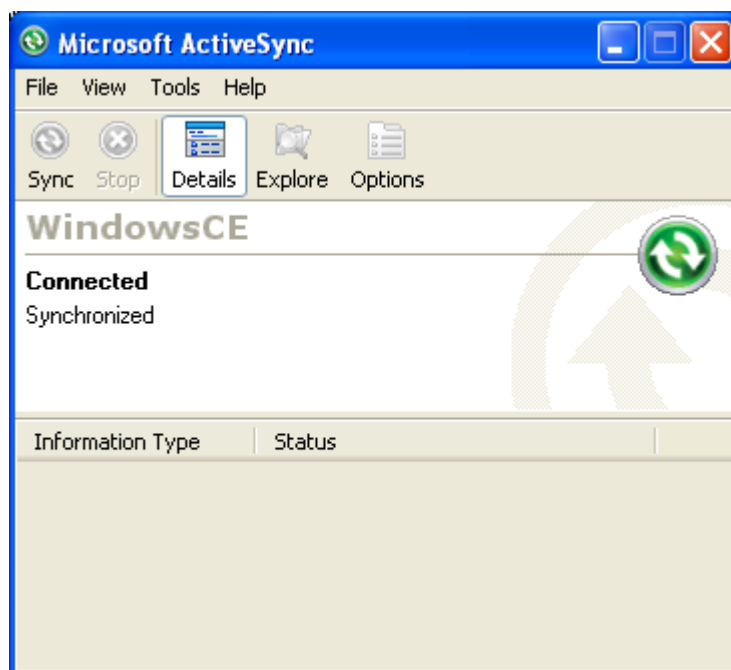 Microsoft ActiveSync
File View Tools Help
Sync Stop Details Explore Options
WindowsCE
Connected
Synchronized
Information Type Status